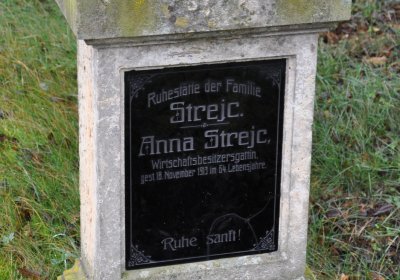 Ruhestätte der Familie
Strejc.
Anna Strejc,
Wirtschaftsbesitzersgattin,
gest 18. November 1913 im 64. Lebensjahre.
Ruhe sanft!